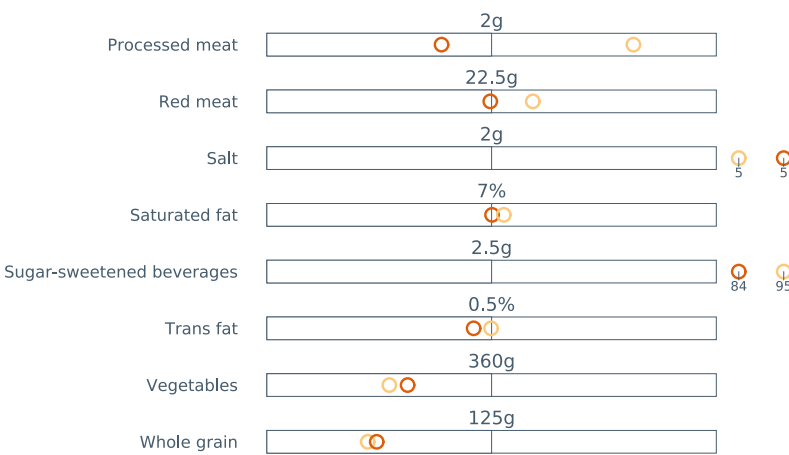 2g
Processed meat
22.5g
Red meat
2g
Salt
5 5
7%
Saturated fat
2.5g
Sugar-sweetened beverages
84 95
0.5%
Trans fat
360g
Vegetables
125g
Whole grain